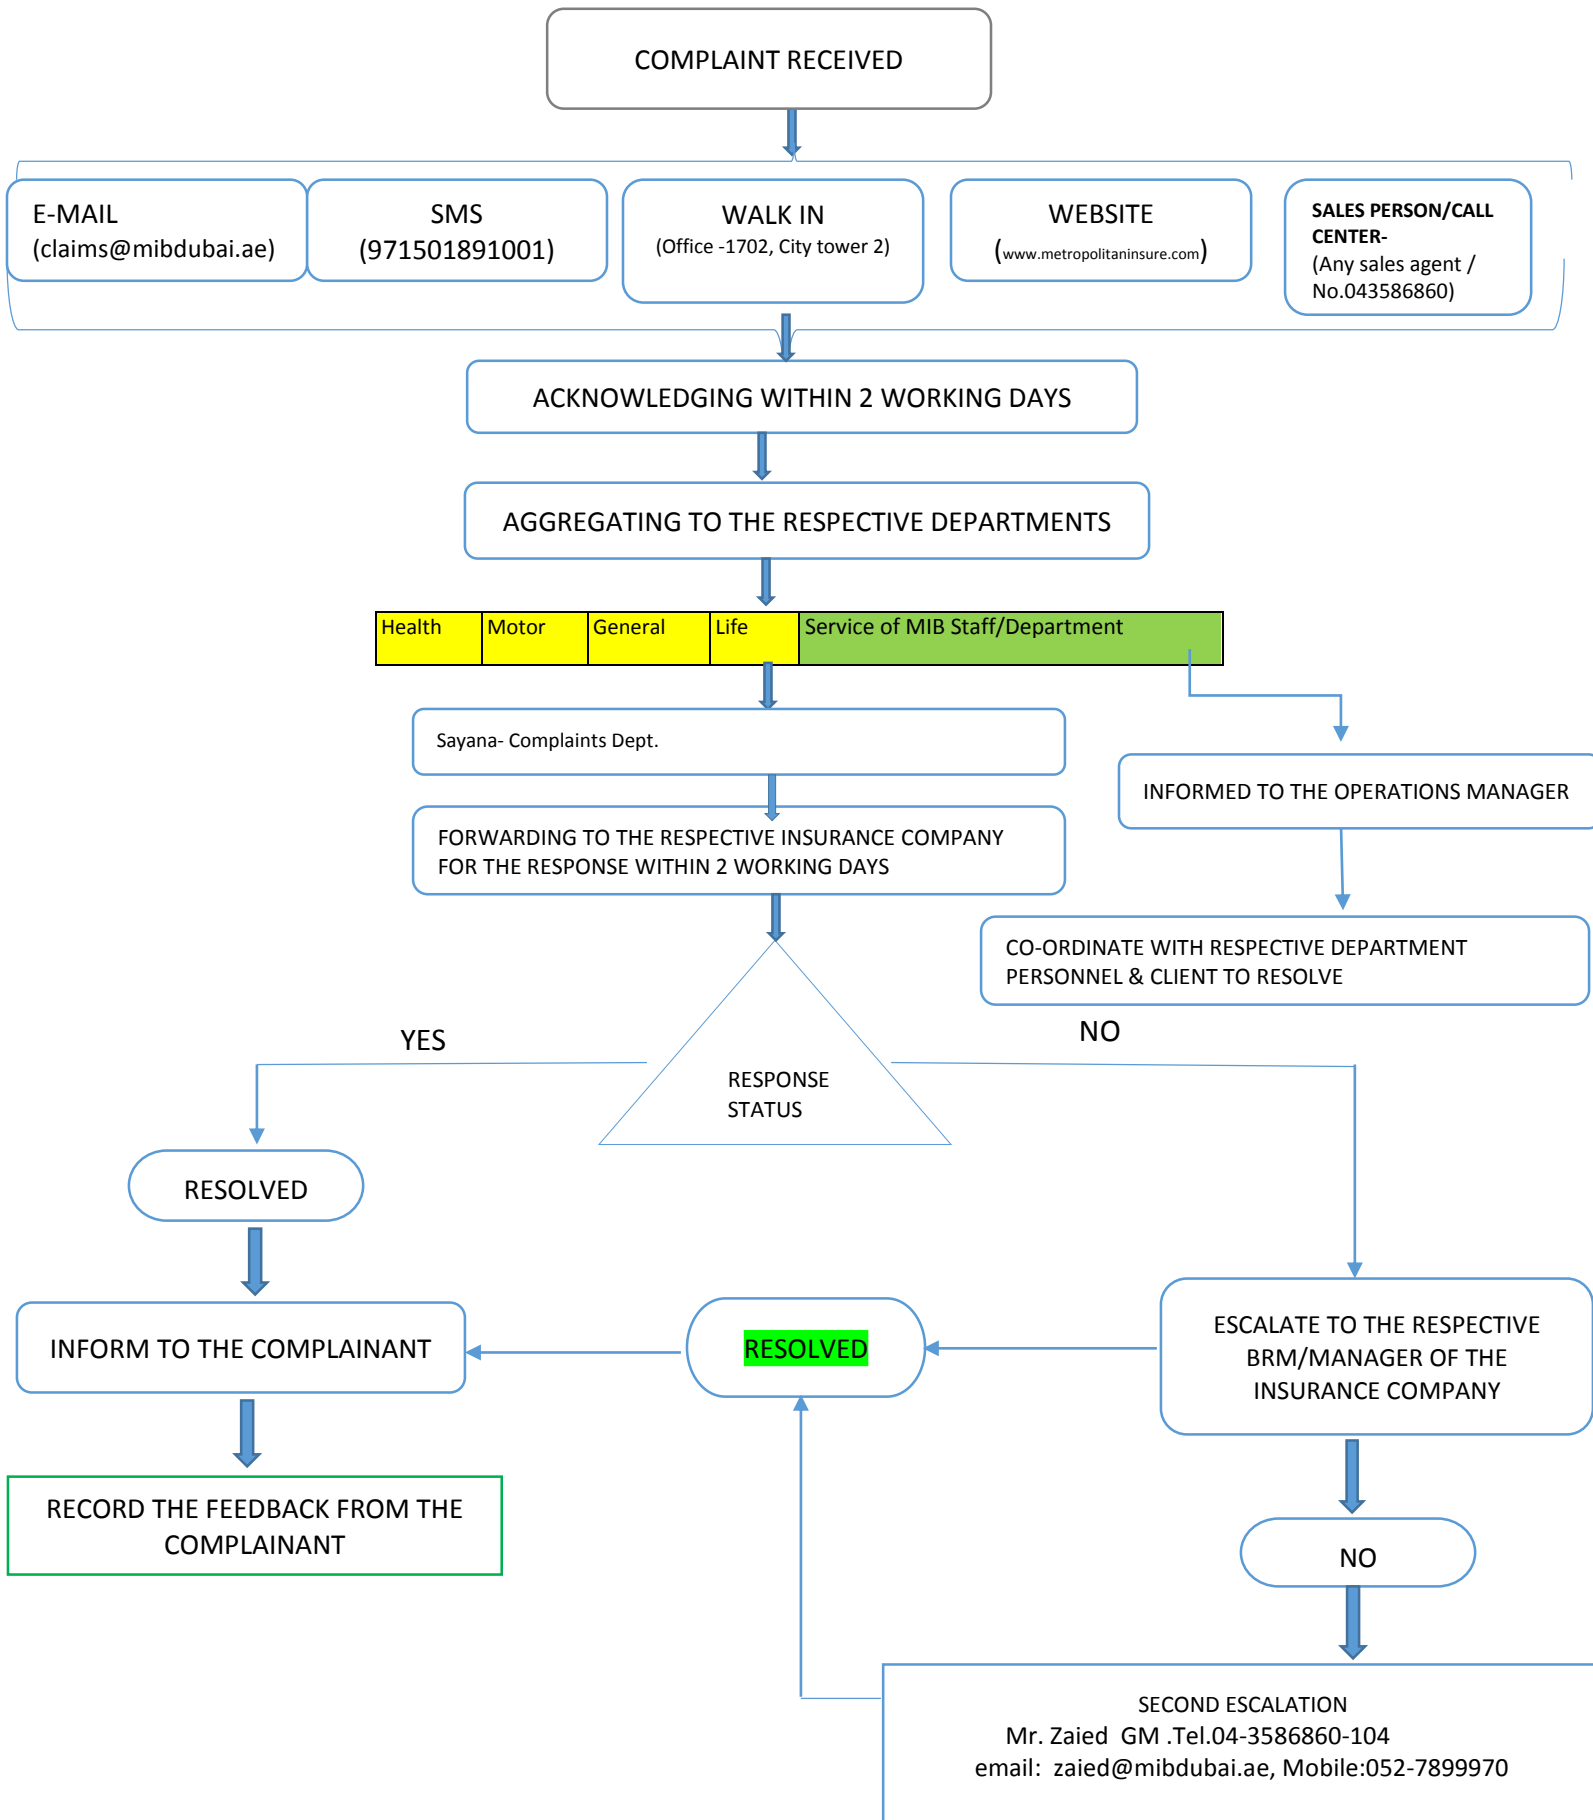 COMPLAINT RECEIVED
E-MAIL
(claims@mibdubai.ae)
SMS
(971501891001)
WALK IN
(Office -1702, City tower 2)
WEBSITE
(www.metropolitaninsure.com)
SALES PERSON/CALL
CENTER-
(Any sales agent /
No.043586860)
ACKNOWLEDGING WITHIN 2 WORKING DAYS
AGGREGATING TO THE RESPECTIVE DEPARTMENTS
Health Motor General Life Service of MIB Staff/Department
Sayana- Complaints Dept.
INFORMED TO THE OPERATIONS MANAGER
FORWARDING TO THE RESPECTIVE INSURANCE COMPANY
FOR THE RESPONSE WITHIN 2 WORKING DAYS
CO-ORDINATE WITH RESPECTIVE DEPARTMENT
PERSONNEL & CLIENT TO RESOLVE
YES
NO
RESPONSE
STATUS
RESOLVED
INFORM TO THE COMPLAINANT
RESOLVED
ESCALATE TO THE RESPECTIVE
BRM/MANAGER OF THE
INSURANCE COMPANY
RECORD THE FEEDBACK FROM THE
COMPLAINANT
NO
SECOND ESCALATION
Mr. Zaied  GM .Tel.04-3586860-104
email:  zaied@mibdubai.ae, Mobile:052-7899970